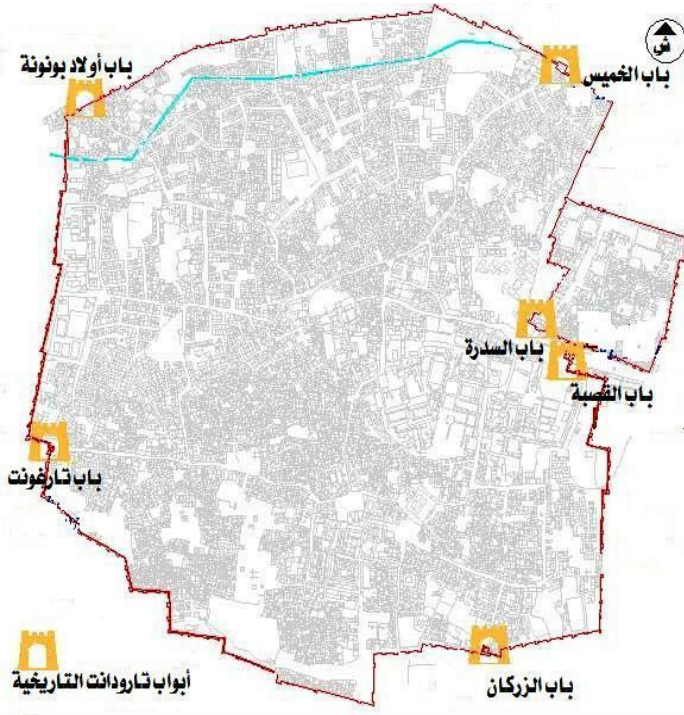 ش
باب أولاد بونونة
باب الخميس
باب السدرة
باب القصبة
باب تارغونت
باب الزركان
أبواب تارودانت التاريخية